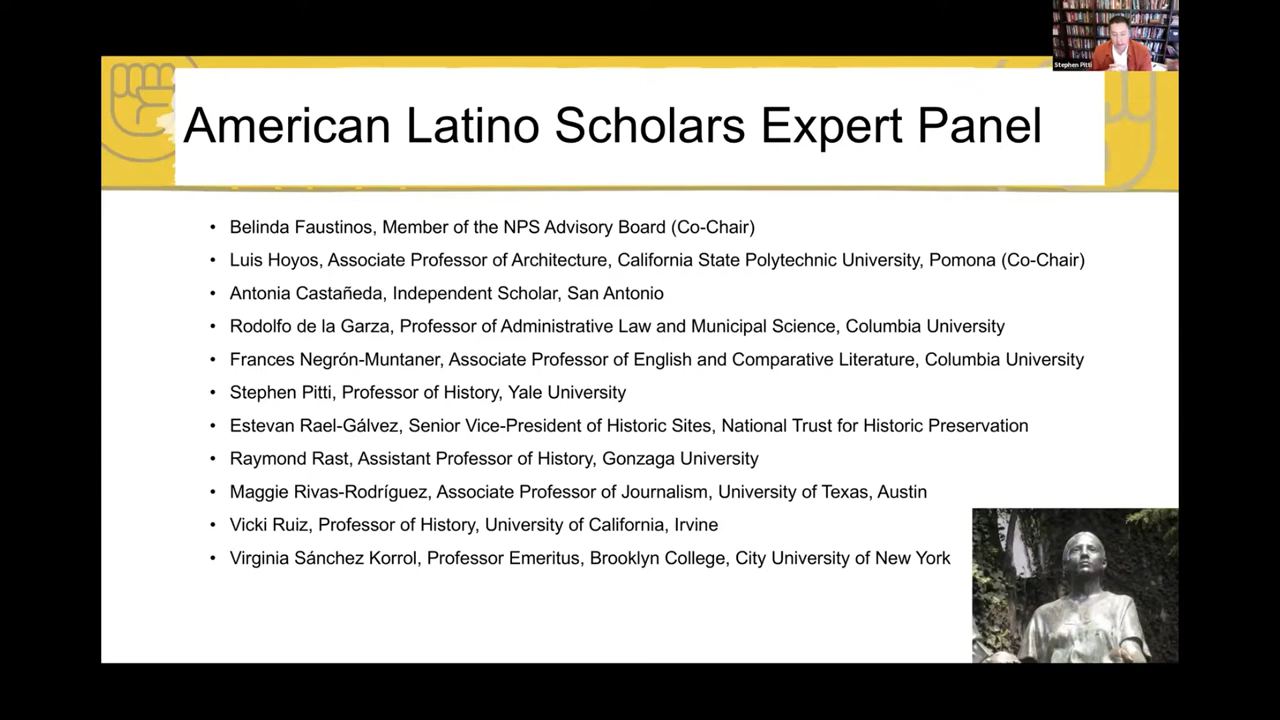 Stephen Pitti
American Latino Scholars Expert Panel
• Belinda Faustinos, Member of the NPS Advisory Board (Co-Chair)
• Luis Hoyos, Associate Professor of Architecture, California State Polytechnic University, Pomona (Co-Chair)
• Antonia Castañeda, Independent Scholar, San Antonio
• Rodolfo de la Garza, Professor of Administrative Law and Municipal Science, Columbia University
• Frances Negrón-Muntaner, Associate Professor of English and Comparative Literature, Columbia University
• Stephen Pitti, Professor of History, Yale University
• Estevan Rael-Gálvez, Senior Vice-President of Historic Sites, National Trust for Historic Preservation
• Raymond Rast, Assistant Professor of History, Gonzaga University
• Maggie Rivas-Rodríguez, Associate Professor of Journalism, University of Texas, Austin
• Vicki Ruiz, Professor of History, University of California, Irvine
• Virginia Sánchez Korrol, Professor Emeritus, Brooklyn College, City University of New York